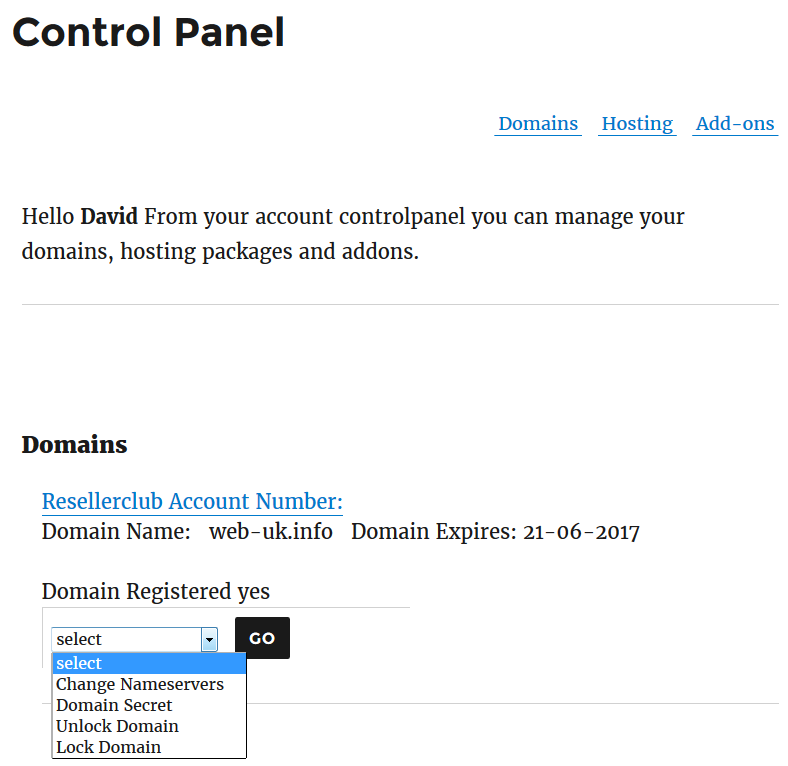 Control Panel
Domains Hosting Add-ons
Hello David From your account controlpanel you can manage your
domains, hosting packages and addons.
Domains
Resellerclub Account Number:
Domain Name: web-uk.info Domain Expires: 21-06-2017
Domain Registered yes
select GO
select
Change Nameservers
Domain Secret
Unlock Domain
Lock Domain